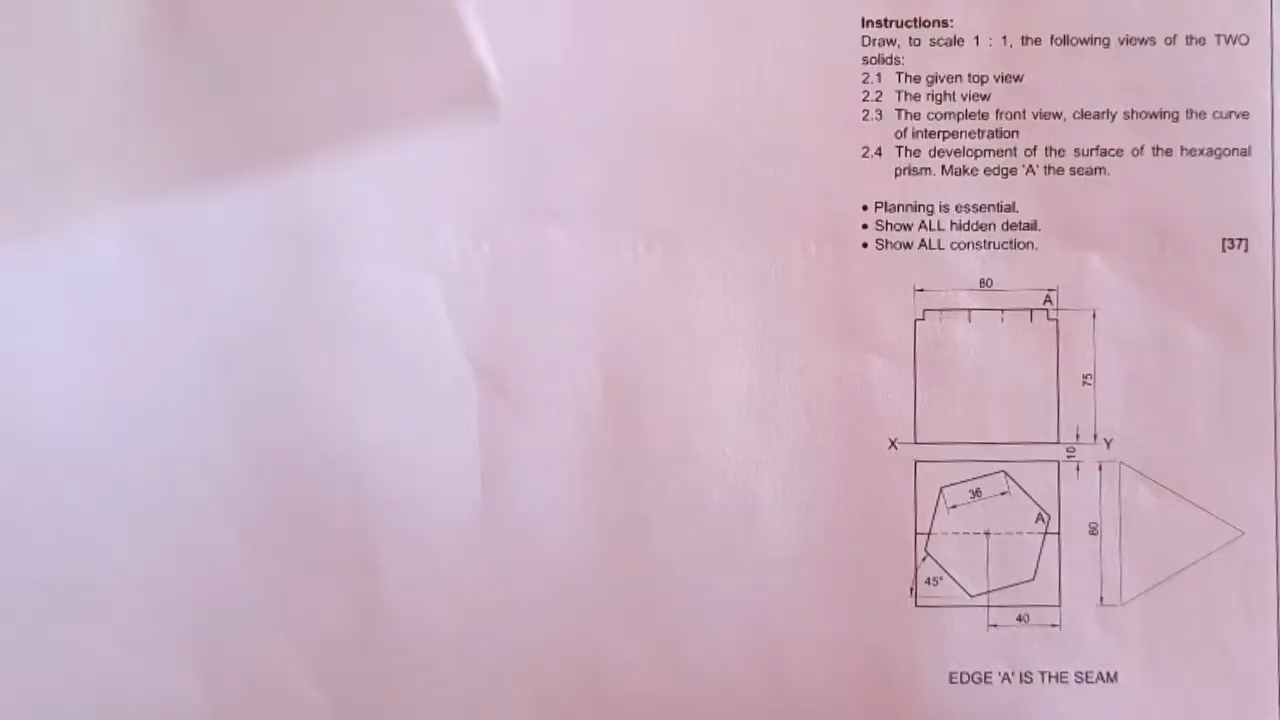 Instructions:
Draw, to scale 1 : 1, the following views of the TWO
solids:
2.1 The given top view
2.2 The right view
2.3 The complete front view, clearly showing the curve
of interpenetration
2.4 The development of the surface of the hexagonal
prism. Make edge 'A' the seam.
• Planning is essential.
• Show ALL hidden detail.
• Show ALL construction. [37]
80
A
75
X
Y
10
36
A
80
45°
40
EDGE 'A' IS THE SEAM